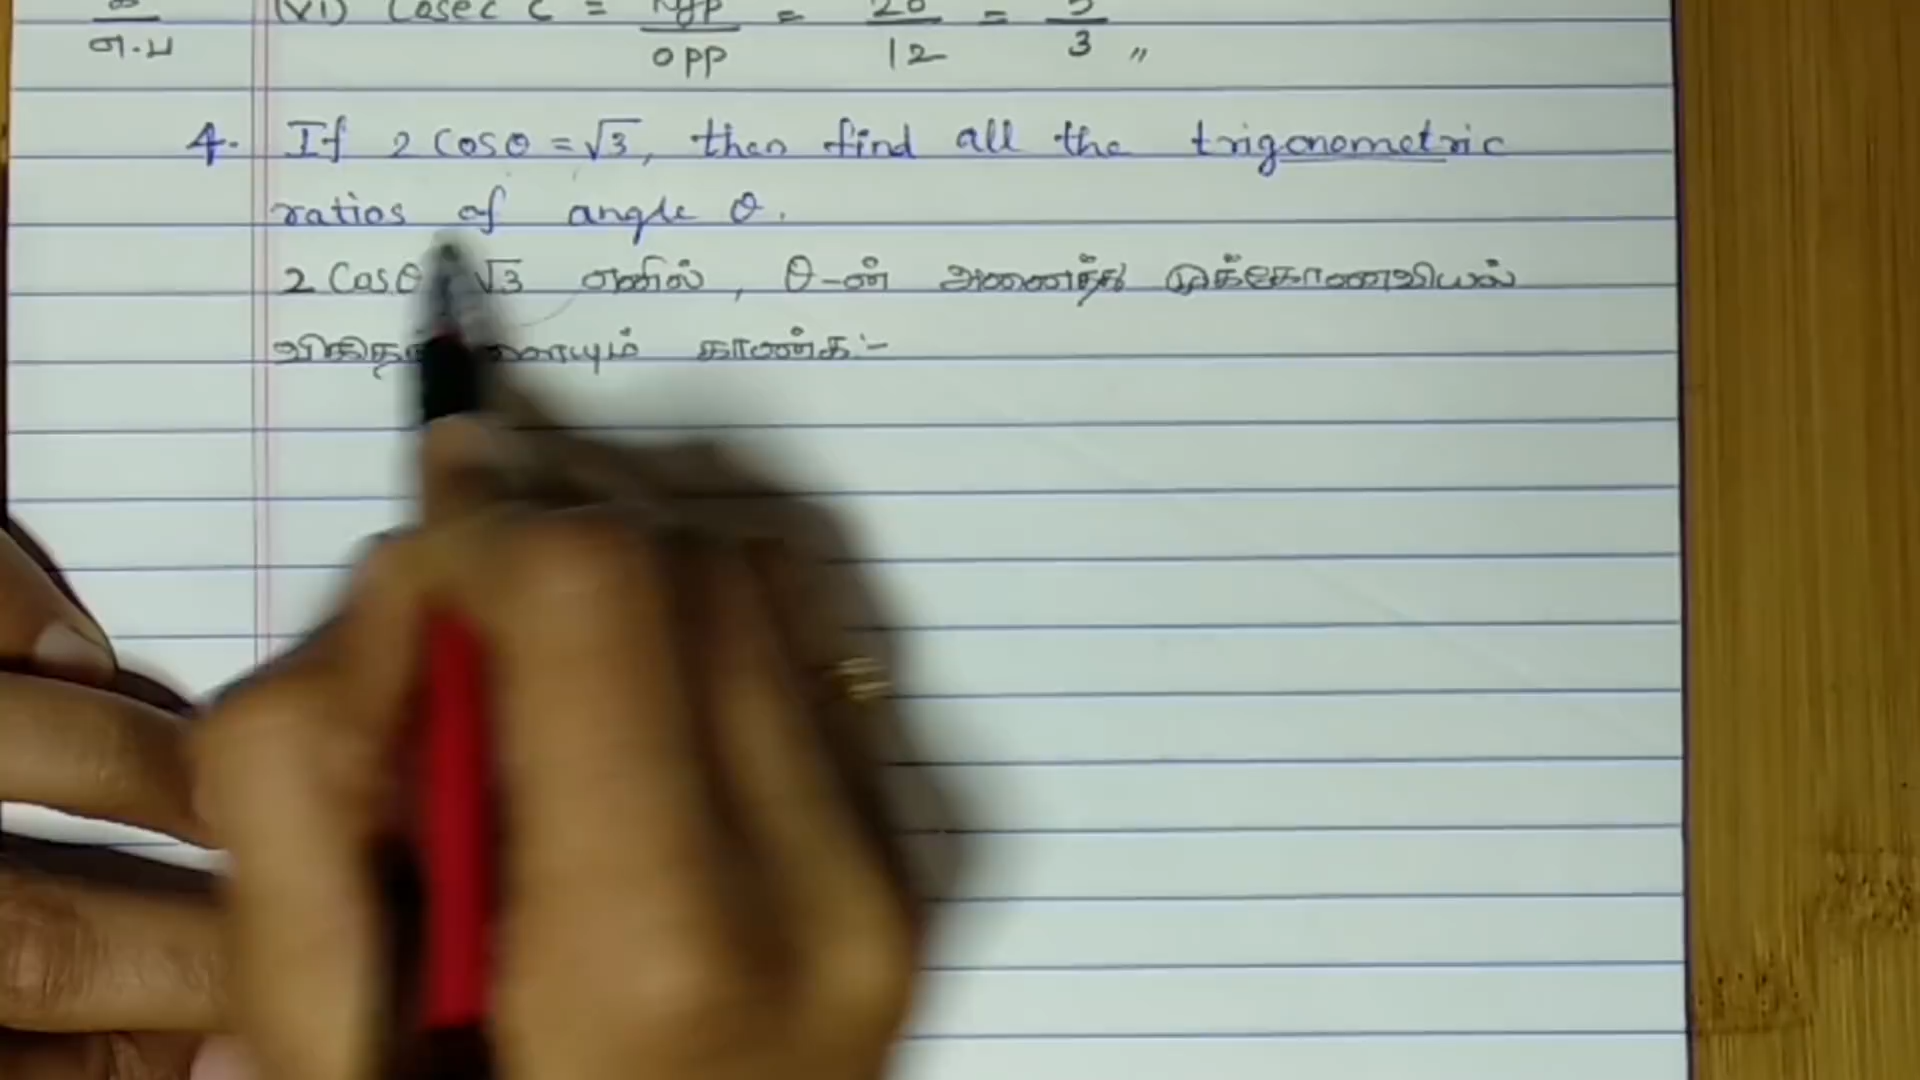 (vi) Cosec C = hyp/opp = 20/12 = 5/3 „
எ.ப
4. If 2 cosθ = √3, then find all the trigonometric
ratios of angle θ.
2 Cosθ √3 எனில், θ-ன் அனைத்து முக்கோணவியல்
காண்க:-